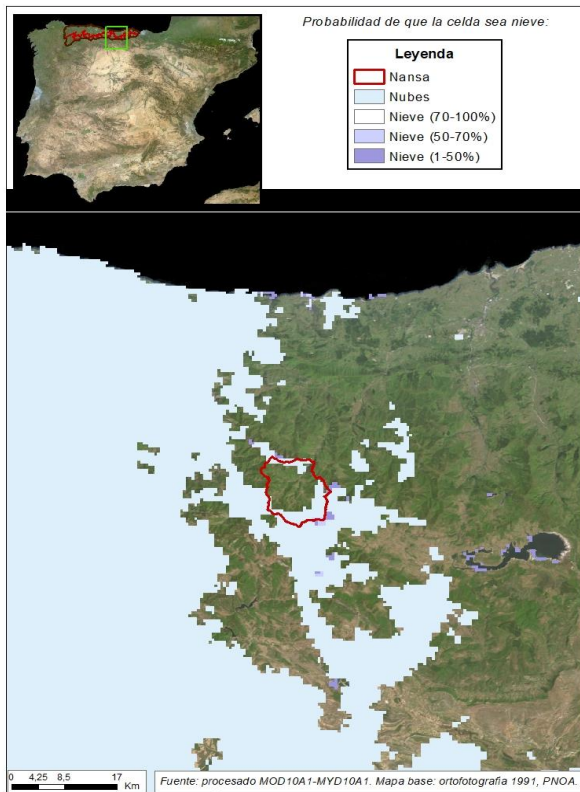 Probabilidad de que la celda sea nieve:
Leyenda
Nansa
Nubes
Nieve (70-100%)
Nieve (50-70%)
Nieve (1-50%)
0 4,25 8,5 17
Km
Fuente: procesado MOD10A1-MYD10A1. Mapa base: ortofotografia 1991, PNOA.